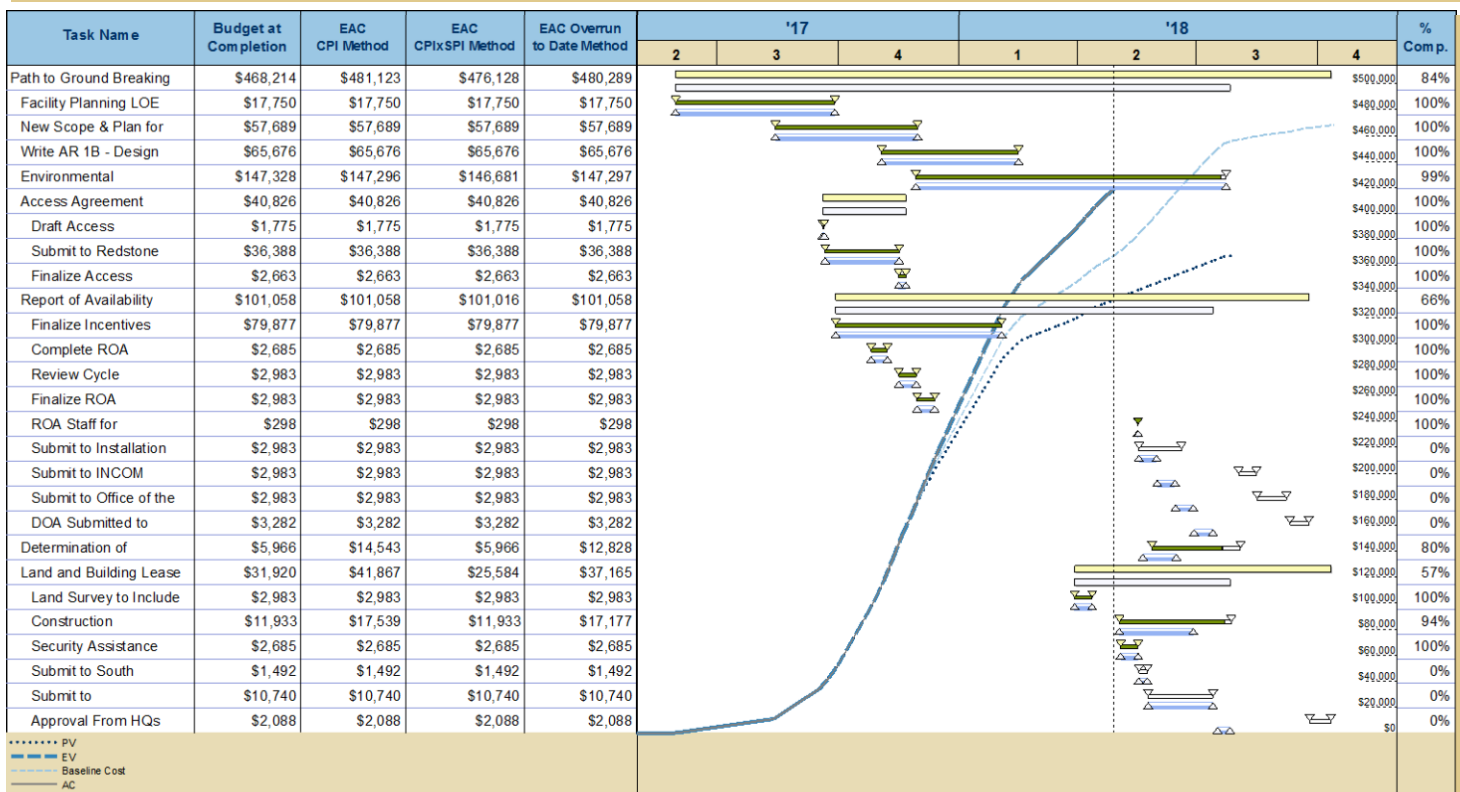 Task Name Budget at Completion EAC CPI Method EAC CPIxSPI Method EAC Overrun to Date Method '17 '18 % Comp.
2 3 4 1 2 3 4
Path to Ground Breaking $468,214 $481,123 $476,128 $480,289 $500,000 84%
Facility Planning LOE $17,750 $17,750 $17,750 $17,750 $480,000 100%
New Scope & Plan for $57,689 $57,689 $57,689 $57,689 $460,000 100%
Write AR 1B - Design $65,676 $65,676 $65,676 $65,676 $440,000 100%
Environmental $147,328 $147,296 $146,681 $147,297 $420,000 99%
Access Agreement $40,826 $40,826 $40,826 $40,826 $400,000 100%
Draft Access $1,775 $1,775 $1,775 $1,775 $380,000 100%
Submit to Redstone $36,388 $36,388 $36,388 $36,388 $360,000 100%
Finalize Access $2,663 $2,663 $2,663 $2,663 $340,000 100%
Report of Availability $101,058 $101,058 $101,016 $101,058 $320,000 66%
Finalize Incentives $79,877 $79,877 $79,877 $79,877 100%
Complete ROA $2,685 $2,685 $2,685 $2,685 $300,000 100%
Review Cycle $2,983 $2,983 $2,983 $2,983 $280,000 100%
Finalize ROA $2,983 $2,983 $2,983 $2,983 $260,000 100%
ROA Staff for $298 $298 $298 $298 $240,000 100%
Submit to Installation $2,983 $2,983 $2,983 $2,983 $220,000 0%
Submit to INCOM $2,983 $2,983 $2,983 $2,983 $200,000 0%
Submit to Office of the $2,983 $2,983 $2,983 $2,983 $180,000 0%
DOA Submitted to $3,282 $3,282 $3,282 $3,282 $160,000 0%
Determination of $5,966 $14,543 $5,966 $12,828 $140,000 80%
Land and Building Lease $31,920 $41,867 $25,584 $37,165 $120,000 57%
Land Survey to Include $2,983 $2,983 $2,983 $2,983 $100,000 100%
Construction $11,933 $17,539 $11,933 $17,177 $80,000 94%
Security Assistance $2,685 $2,685 $2,685 $2,685 $60,000 100%
Submit to South $1,492 $1,492 $1,492 $1,492 $40,000 0%
Submit to $10,740 $10,740 $10,740 $10,740 $20,000 0%
Approval From HQs $2,088 $2,088 $2,088 $2,088 $0 0%
PV
EV
Baseline Cost
AC